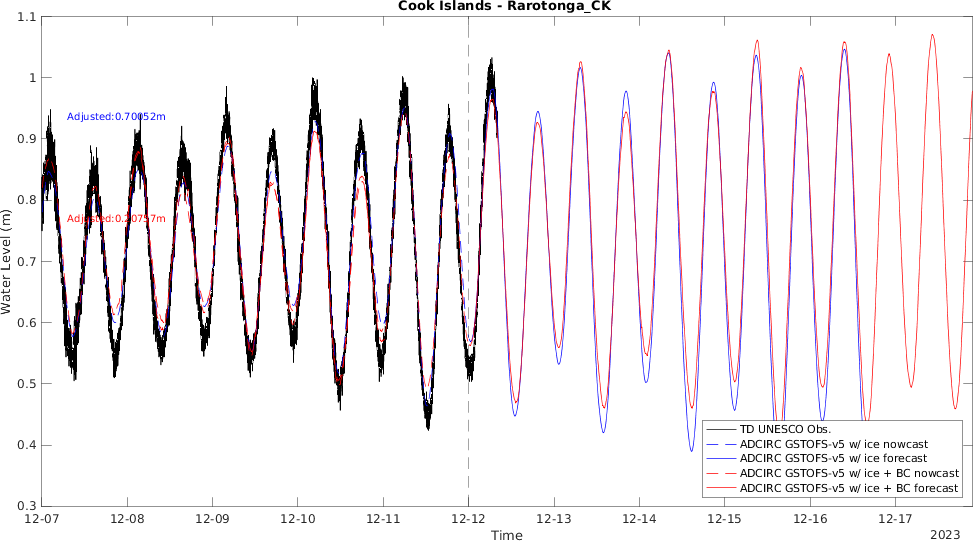 Cook Islands - Rarotonga_CK
1.1
1
0.9
0.8
0.7
0.6
0.5
0.4
0.3
Water Level (m)
Adjusted:0.70052m
Adjusted:0.20757m
TD UNESCO Obs.
ADCIRC GSTOFS-v5 w/ ice nowcast
ADCIRC GSTOFS-v5 w/ ice forecast
ADCIRC GSTOFS-v5 w/ ice + BC nowcast
ADCIRC GSTOFS-v5 w/ ice + BC forecast
12-07 12-08 12-09 12-10 12-11 12-12 12-13 12-14 12-15 12-16 12-17
Time
2023